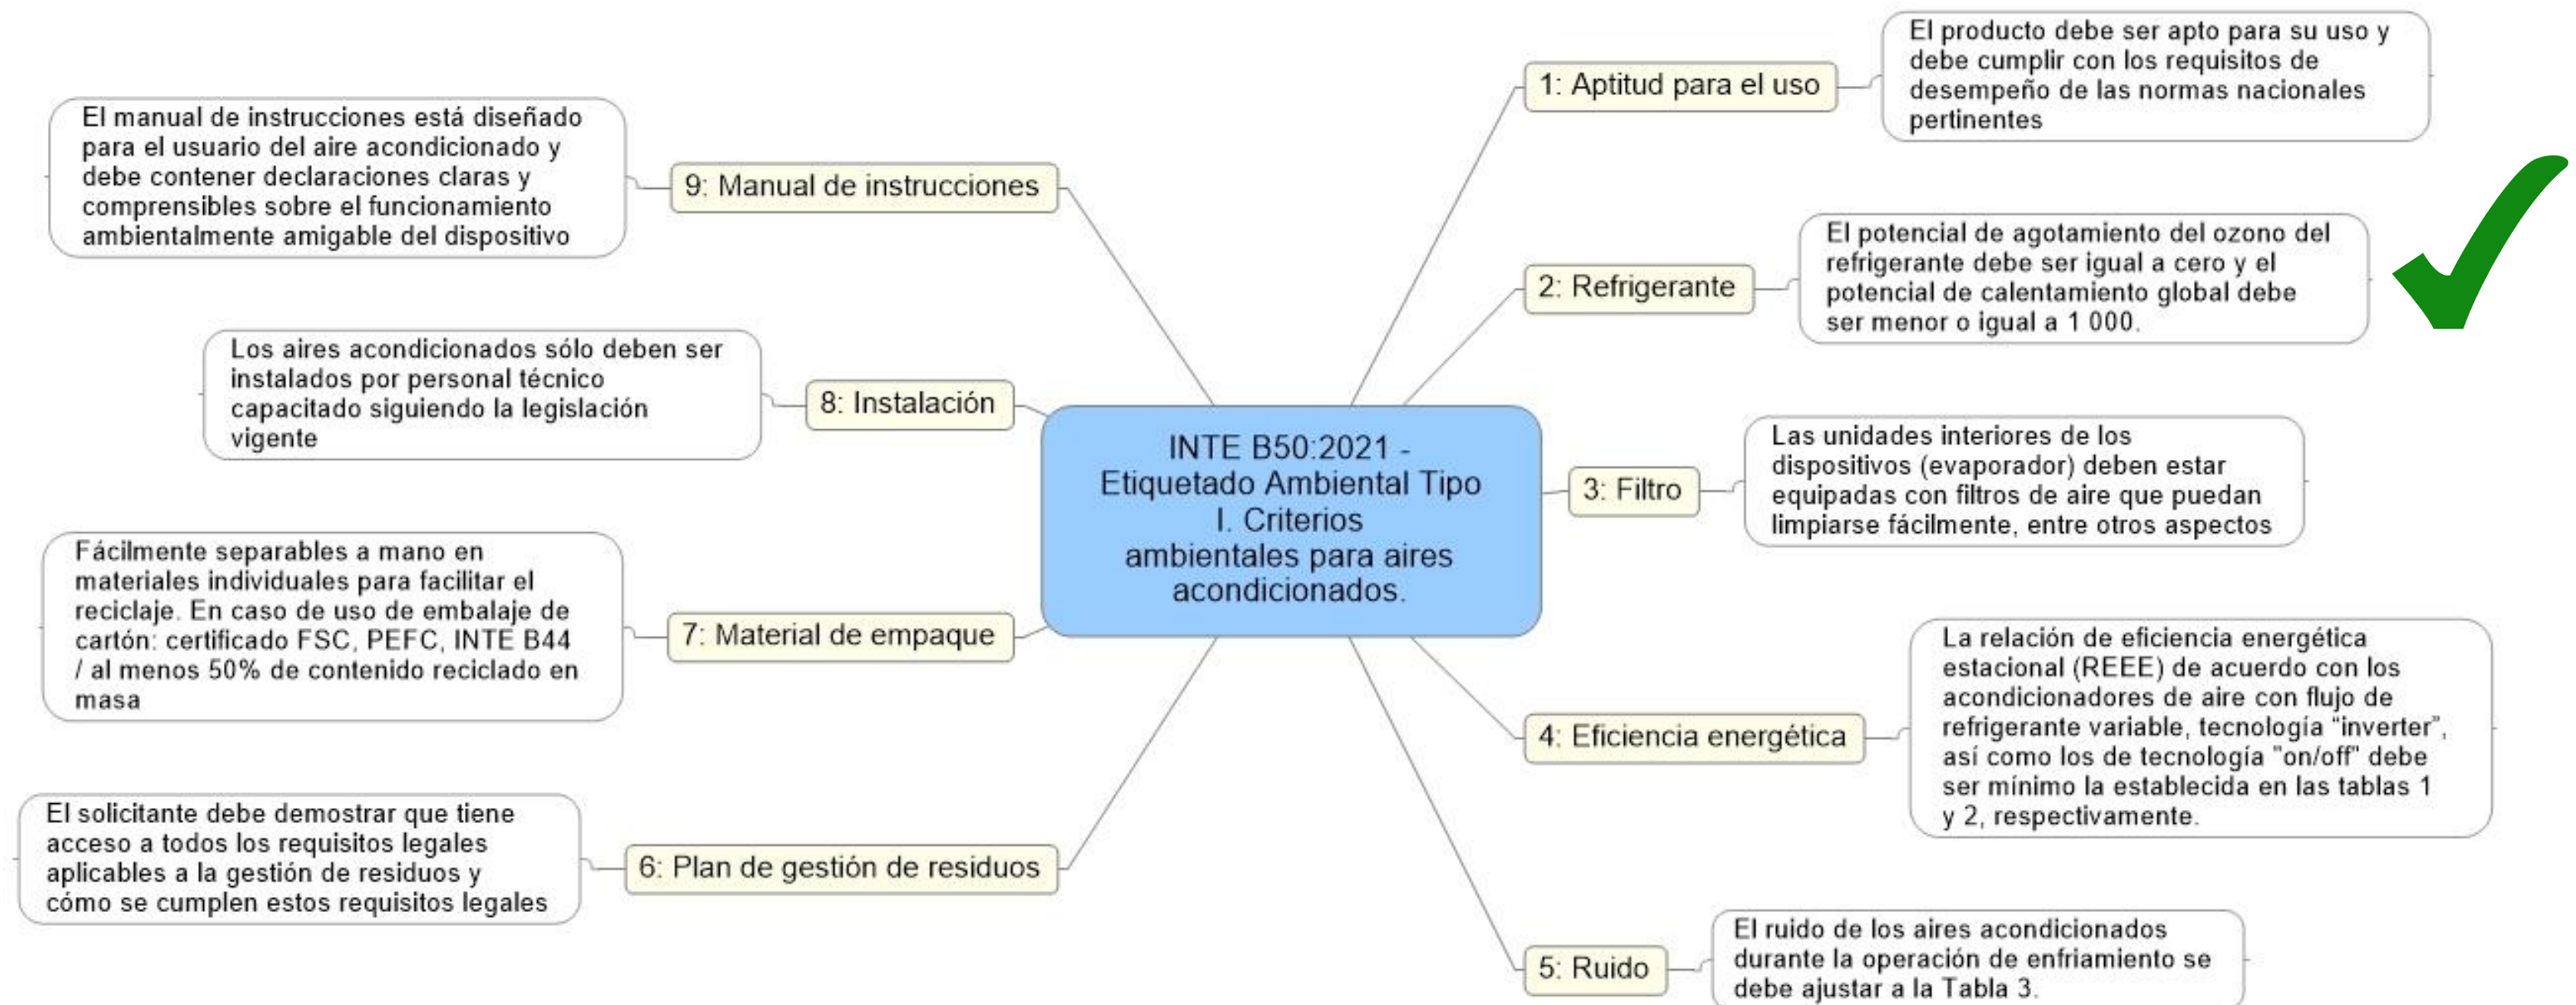 INTE B50:2021 -
Etiquetado Ambiental Tipo
I. Criterios
ambientales para aires
acondicionados.
1: Aptitud para el uso
El producto debe ser apto para su uso y
debe cumplir con los requisitos de
desempeño de las normas nacionales
pertinentes
2: Refrigerante
El potencial de agotamiento del ozono del
refrigerante debe ser igual a cero y el
potencial de calentamiento global debe
ser menor o igual a 1 000.
3: Filtro
Las unidades interiores de los
dispositivos (evaporador) deben estar
equipadas con filtros de aire que puedan
limpiarse fácilmente, entre otros aspectos
4: Eficiencia energética
La relación de eficiencia energética
estacional (REEE) de acuerdo con los
acondicionadores de aire con flujo de
refrigerante variable, tecnología “inverter”,
así como los de tecnología "on/off" debe
ser mínimo la establecida en las tablas 1
y 2, respectivamente.
5: Ruido
El ruido de los aires acondicionados
durante la operación de enfriamiento se
debe ajustar a la Tabla 3.
6: Plan de gestión de residuos
El solicitante debe demostrar que tiene
acceso a todos los requisitos legales
aplicables a la gestión de residuos y
cómo se cumplen estos requisitos legales
7: Material de empaque
Fácilmente separables a mano en
materiales individuales para facilitar el
reciclaje. En caso de uso de embalaje de
cartón: certificado FSC, PEFC, INTE B44
/ al menos 50% de contenido reciclado en
masa
8: Instalación
Los aires acondicionados sólo deben ser
instalados por personal técnico
capacitado siguiendo la legislación
vigente
9: Manual de instrucciones
El manual de instrucciones está diseñado
para el usuario del aire acondicionado y
debe contener declaraciones claras y
comprensibles sobre el funcionamiento
ambientalmente amigable del dispositivo